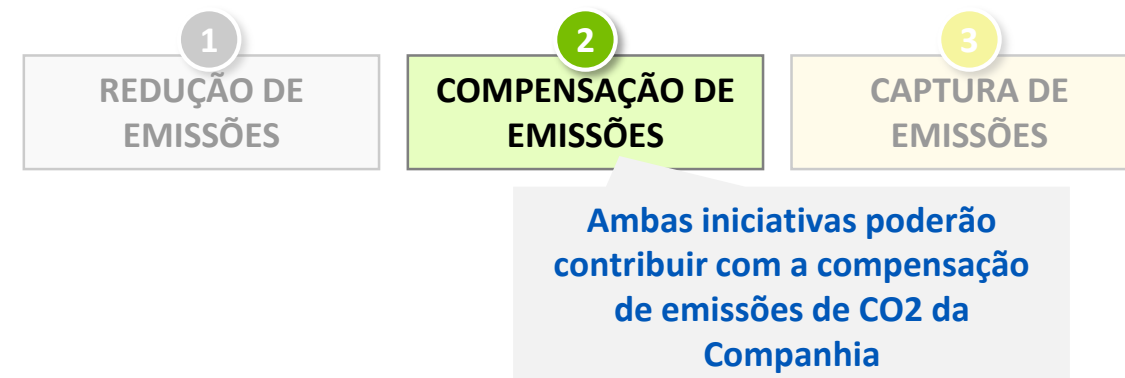 1
REDUÇÃO DE
EMISSÕES
2
COMPENSAÇÃO DE
EMISSÕES
3
CAPTURA DE
EMISSÕES
Ambas iniciativas poderão
contribuir com a compensação
de emissões de CO2 da
Companhia